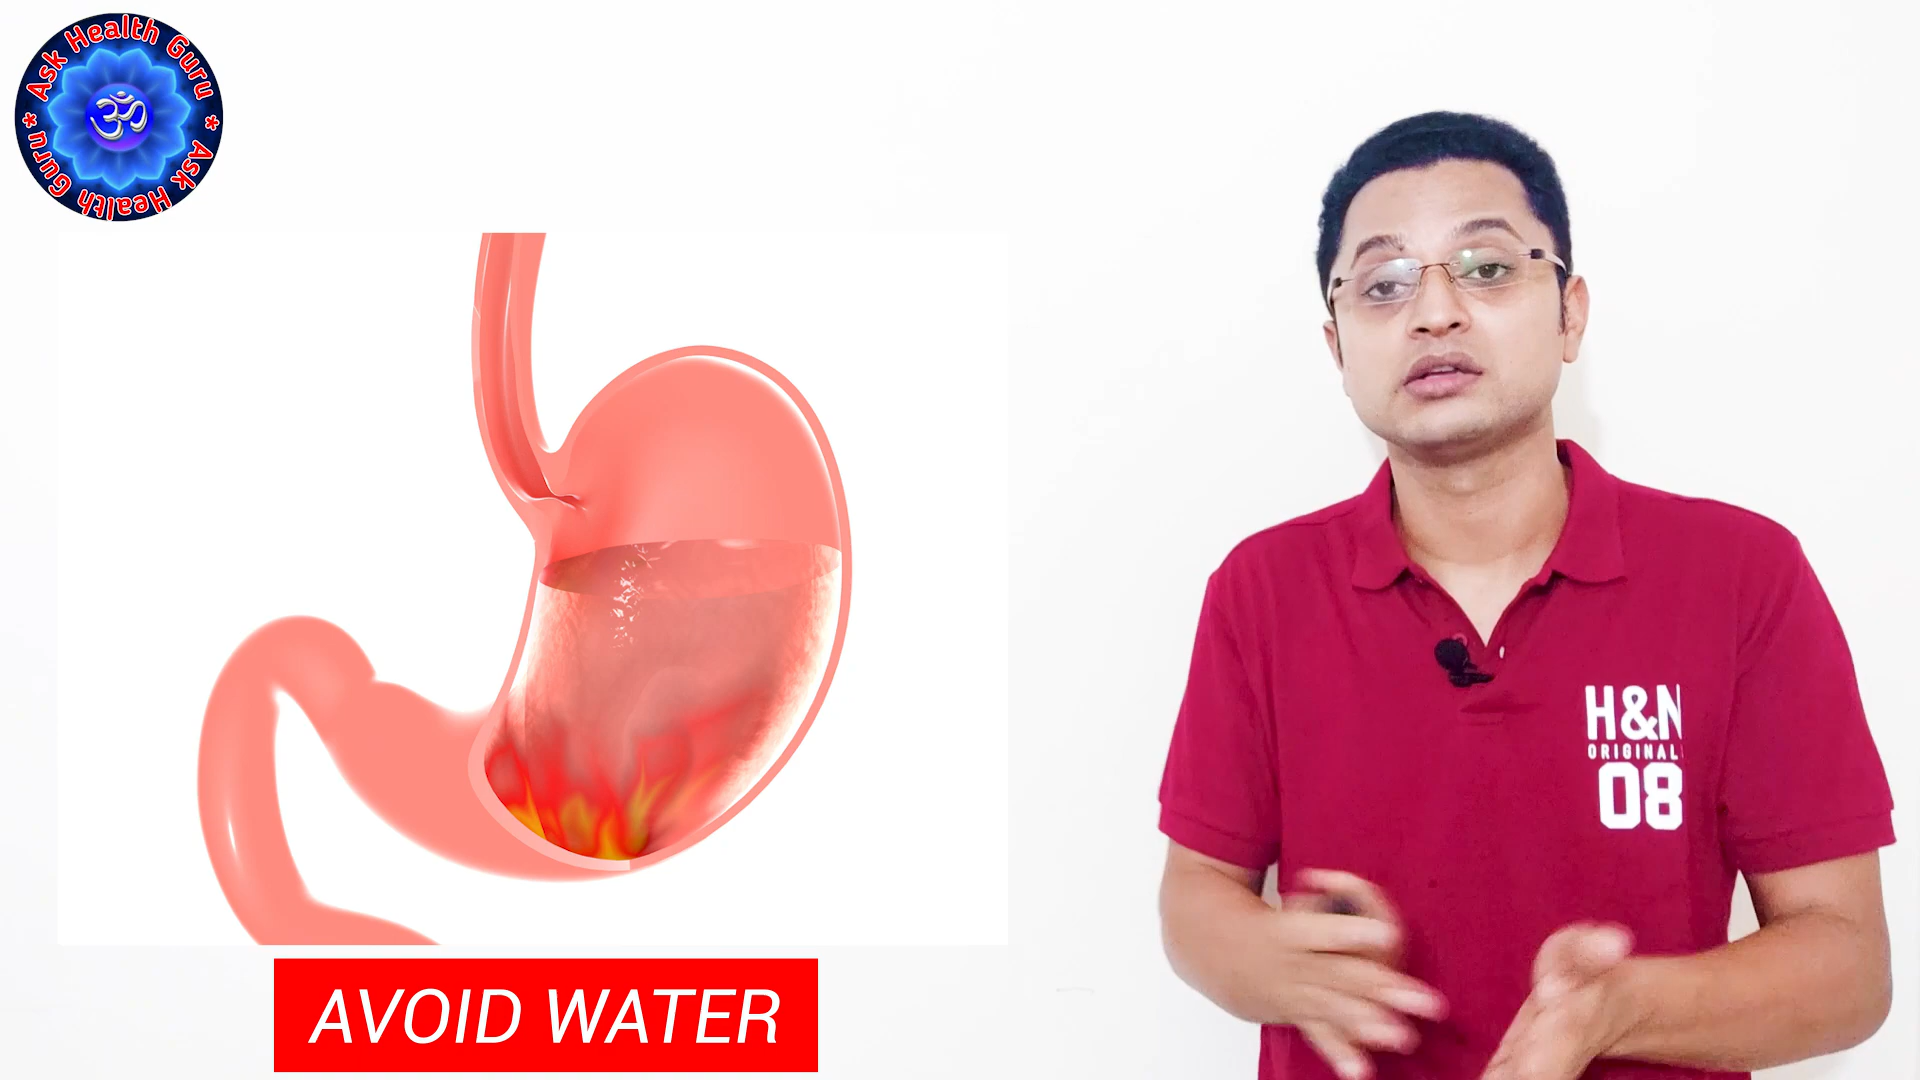 Ask Health Guru * Ask Health Guru *
ॐ
AVOID WATER
H&N
ORIGINAL
08